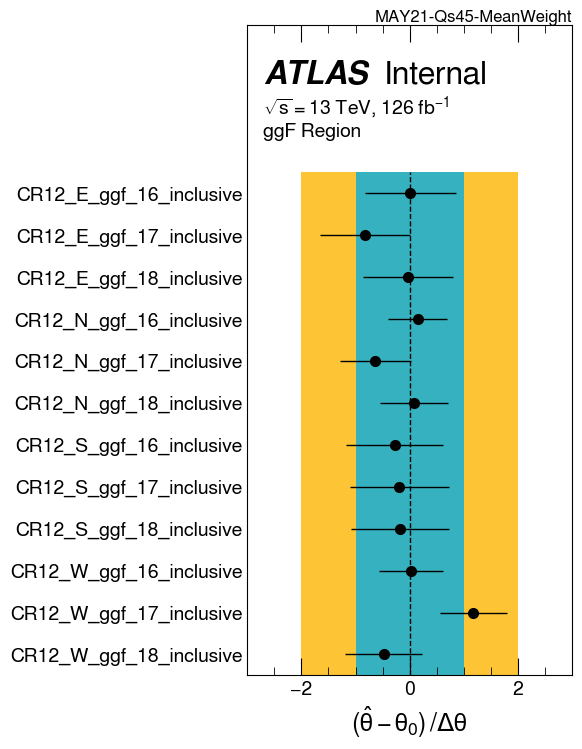 MAY21-Qs45-MeanWeight
ATLAS Internal
√s = 13 TeV, 126 fb⁻¹
ggF Region
CR12_E_ggf_16_inclusive
CR12_E_ggf_17_inclusive
CR12_E_ggf_18_inclusive
CR12_N_ggf_16_inclusive
CR12_N_ggf_17_inclusive
CR12_N_ggf_18_inclusive
CR12_S_ggf_16_inclusive
CR12_S_ggf_17_inclusive
CR12_S_ggf_18_inclusive
CR12_W_ggf_16_inclusive
CR12_W_ggf_17_inclusive
CR12_W_ggf_18_inclusive
−2 0 2
(θ̂ − θ₀) /Δθ